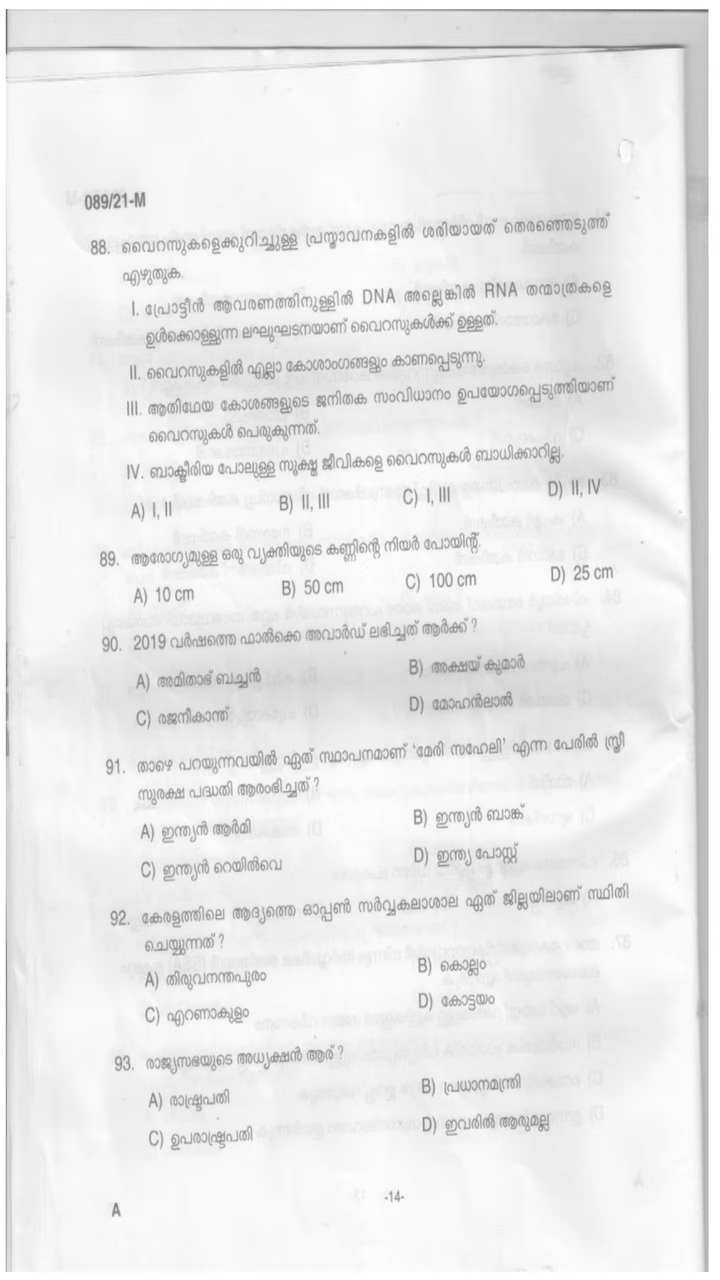 089/21-M
88. വൈറസുകളെക്കുറിച്ചുള്ള പ്രസ്താവനകളിൽ ശരിയായത് തെരഞ്ഞെടുത്ത്
എഴുതുക.
I. പ്രോട്ടീൻ ആവരണത്തിനുള്ളിൽ DNA അല്ലെങ്കിൽ RNA തന്മാത്രകളെ
ഉൾക്കൊള്ളുന്ന ലഘുഘടനയാണ് വൈറസുകൾക്ക് ഉള്ളത്.
II. വൈറസുകളിൽ എല്ലാ കോശാംഗങ്ങളും കാണപ്പെടുന്നു.
III. ആതിഥേയ കോശങ്ങളുടെ ജനിതക സംവിധാനം ഉപയോഗപ്പെടുത്തിയാണ്
വൈറസുകൾ പെരുകുന്നത്.
IV. ബാക്ടീരിയ പോലുള്ള സൂക്ഷ്മ ജീവികളെ വൈറസുകൾ ബാധിക്കാറില്ല.
A) I, II B) II, III C) I, III D) II, IV
89. ആരോഗ്യമുള്ള ഒരു വ്യക്തിയുടെ കണ്ണിന്റെ നിയർ പോയിന്റ്.
A) 10 cm B) 50 cm C) 100 cm D) 25 cm
90. 2019 വർഷത്തെ ഫാൽക്കെ അവാർഡ് ലഭിച്ചത് ആർക്ക് ?
A) അമിതാഭ് ബച്ചൻ B) അക്ഷയ് കുമാർ
C) രജനീകാന്ത് D) മോഹൻലാൽ
91. താഴെ പറയുന്നവയിൽ ഏത് സ്ഥാപനമാണ് ‘മേരി സഹേലി’ എന്ന പേരിൽ സ്ത്രീ
സുരക്ഷ പദ്ധതി ആരംഭിച്ചത് ?
A) ഇന്ത്യൻ ആർമി B) ഇന്ത്യൻ ബാങ്ക്
C) ഇന്ത്യൻ റെയിൽവെ D) ഇന്ത്യ പോസ്റ്റ്
92. കേരളത്തിലെ ആദ്യത്തെ ഓപ്പൺ സർവ്വകലാശാല ഏത് ജില്ലയിലാണ് സ്ഥിതി
ചെയ്യുന്നത് ?
A) തിരുവനന്തപുരം B) കൊല്ലം
C) എറണാകുളം D) കോട്ടയം
93. രാജ്യസഭയുടെ അധ്യക്ഷൻ ആര് ?
A) രാഷ്ട്രപതി B) പ്രധാനമന്ത്രി
C) ഉപരാഷ്ട്രപതി D) ഇവരിൽ ആരുമല്ല
-14-
A